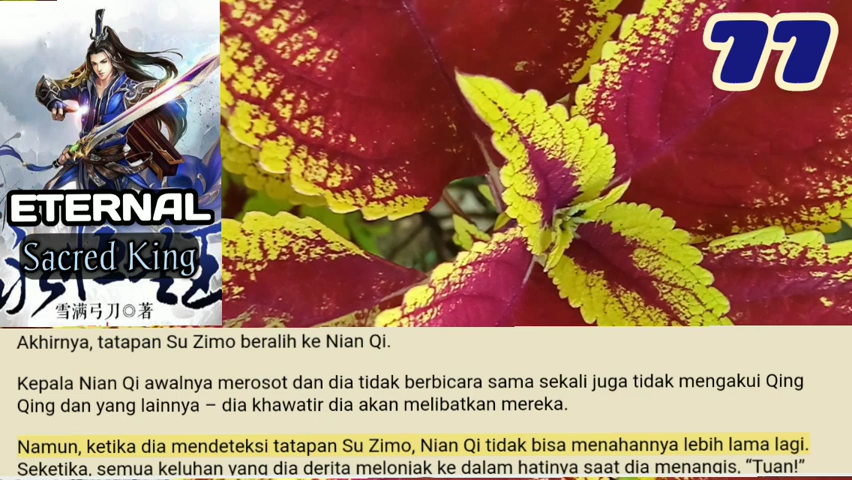 77
ETERNAL
Sacred King
雪满弓刀◎著
Akhirnya, tatapan Su Zimo beralih ke Nian Qi.
Kepala Nian Qi awalnya merosot dan dia tidak berbicara sama sekali juga tidak mengakui Qing
Qing dan yang lainnya – dia khawatir dia akan melibatkan mereka.
Namun, ketika dia mendeteksi tatapan Su Zimo, Nian Qi tidak bisa menahannya lebih lama lagi.
Seketika, semua keluhan yang dia derita melonjak ke dalam hatinya saat dia menangis. “Tuan!”